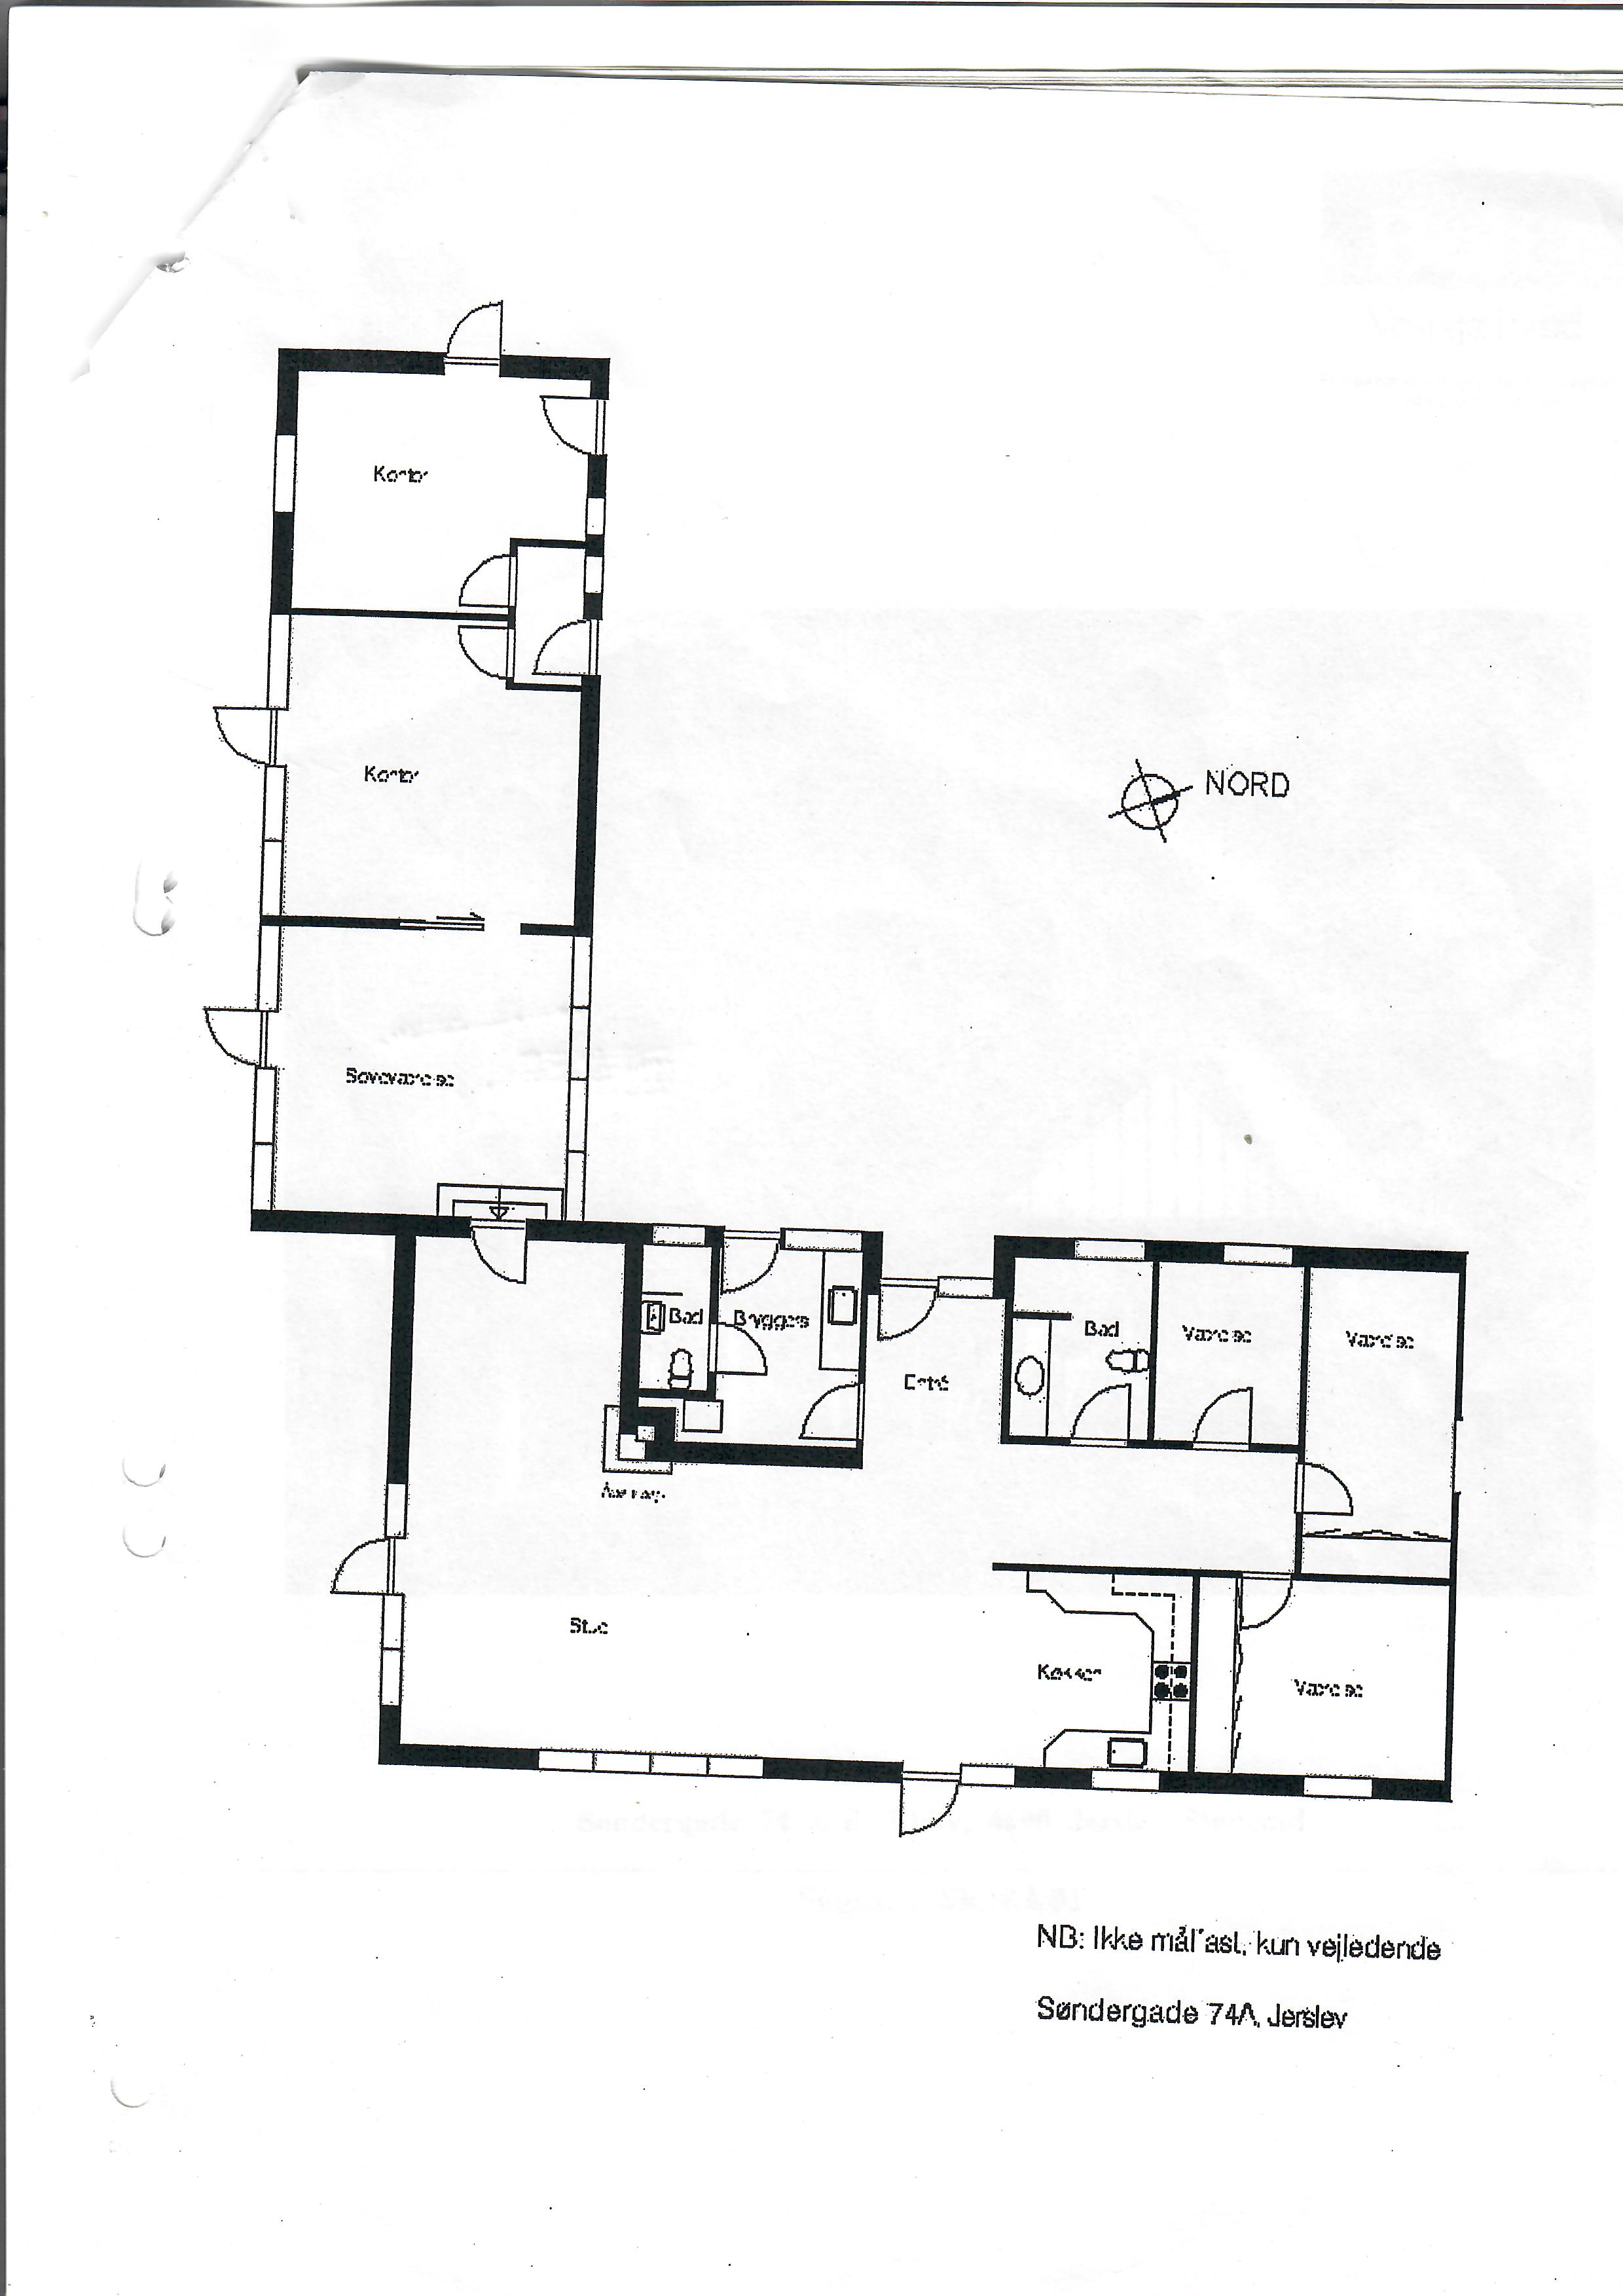 Kontor
NORD
Kontor
Soveværelse
Bad
Bryggers
Bad
Værelse
Værelse
Entré
Stue
Køkken
Værelse
NB: Ikke målfast, kun vejledende
Søndergade 74A, Jerslev